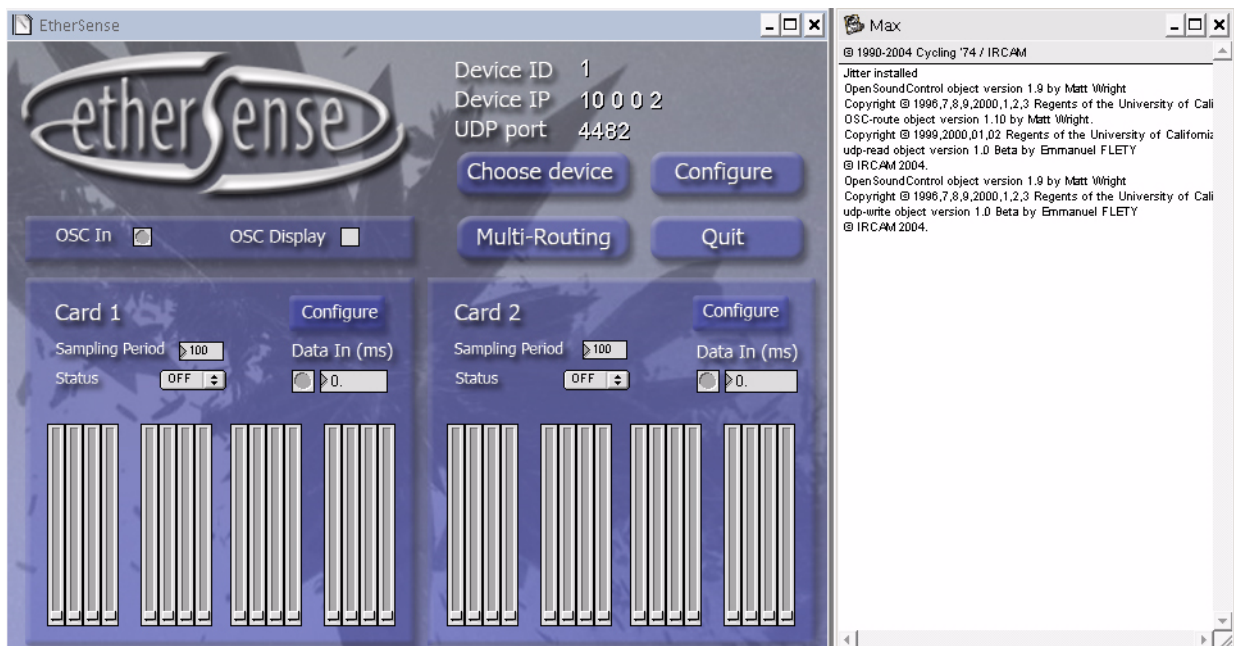 EtherSense
etherSense
Device ID 1
Device IP 10 0 0 2
UDP port 4482
Choose device Configure
Multi-Routing Quit
OSC In OSC Display
Card 1 Configure
Sampling Period 100 Data In (ms)
Status OFF 0.
Card 2 Configure
Sampling Period 100 Data In (ms)
Status OFF 0.
Max
© 1990-2004 Cycling '74 / IRCAM
Jitter installed
OpenSoundControl object version 1.9 by Matt Wright
Copyright © 1996,7,8,9,2000,1,2,3 Regents of the University of Cali
OSC-route object version 1.10 by Matt Wright.
Copyright © 1999,2000,01,02 Regents of the University of California
udp-read object version 1.0 Beta by Emmanuel FLETY
© IRCAM 2004.
OpenSoundControl object version 1.9 by Matt Wright
Copyright © 1996,7,8,9,2000,1,2,3 Regents of the University of Cali
udp-write object version 1.0 Beta by Emmanuel FLETY
© IRCAM 2004.